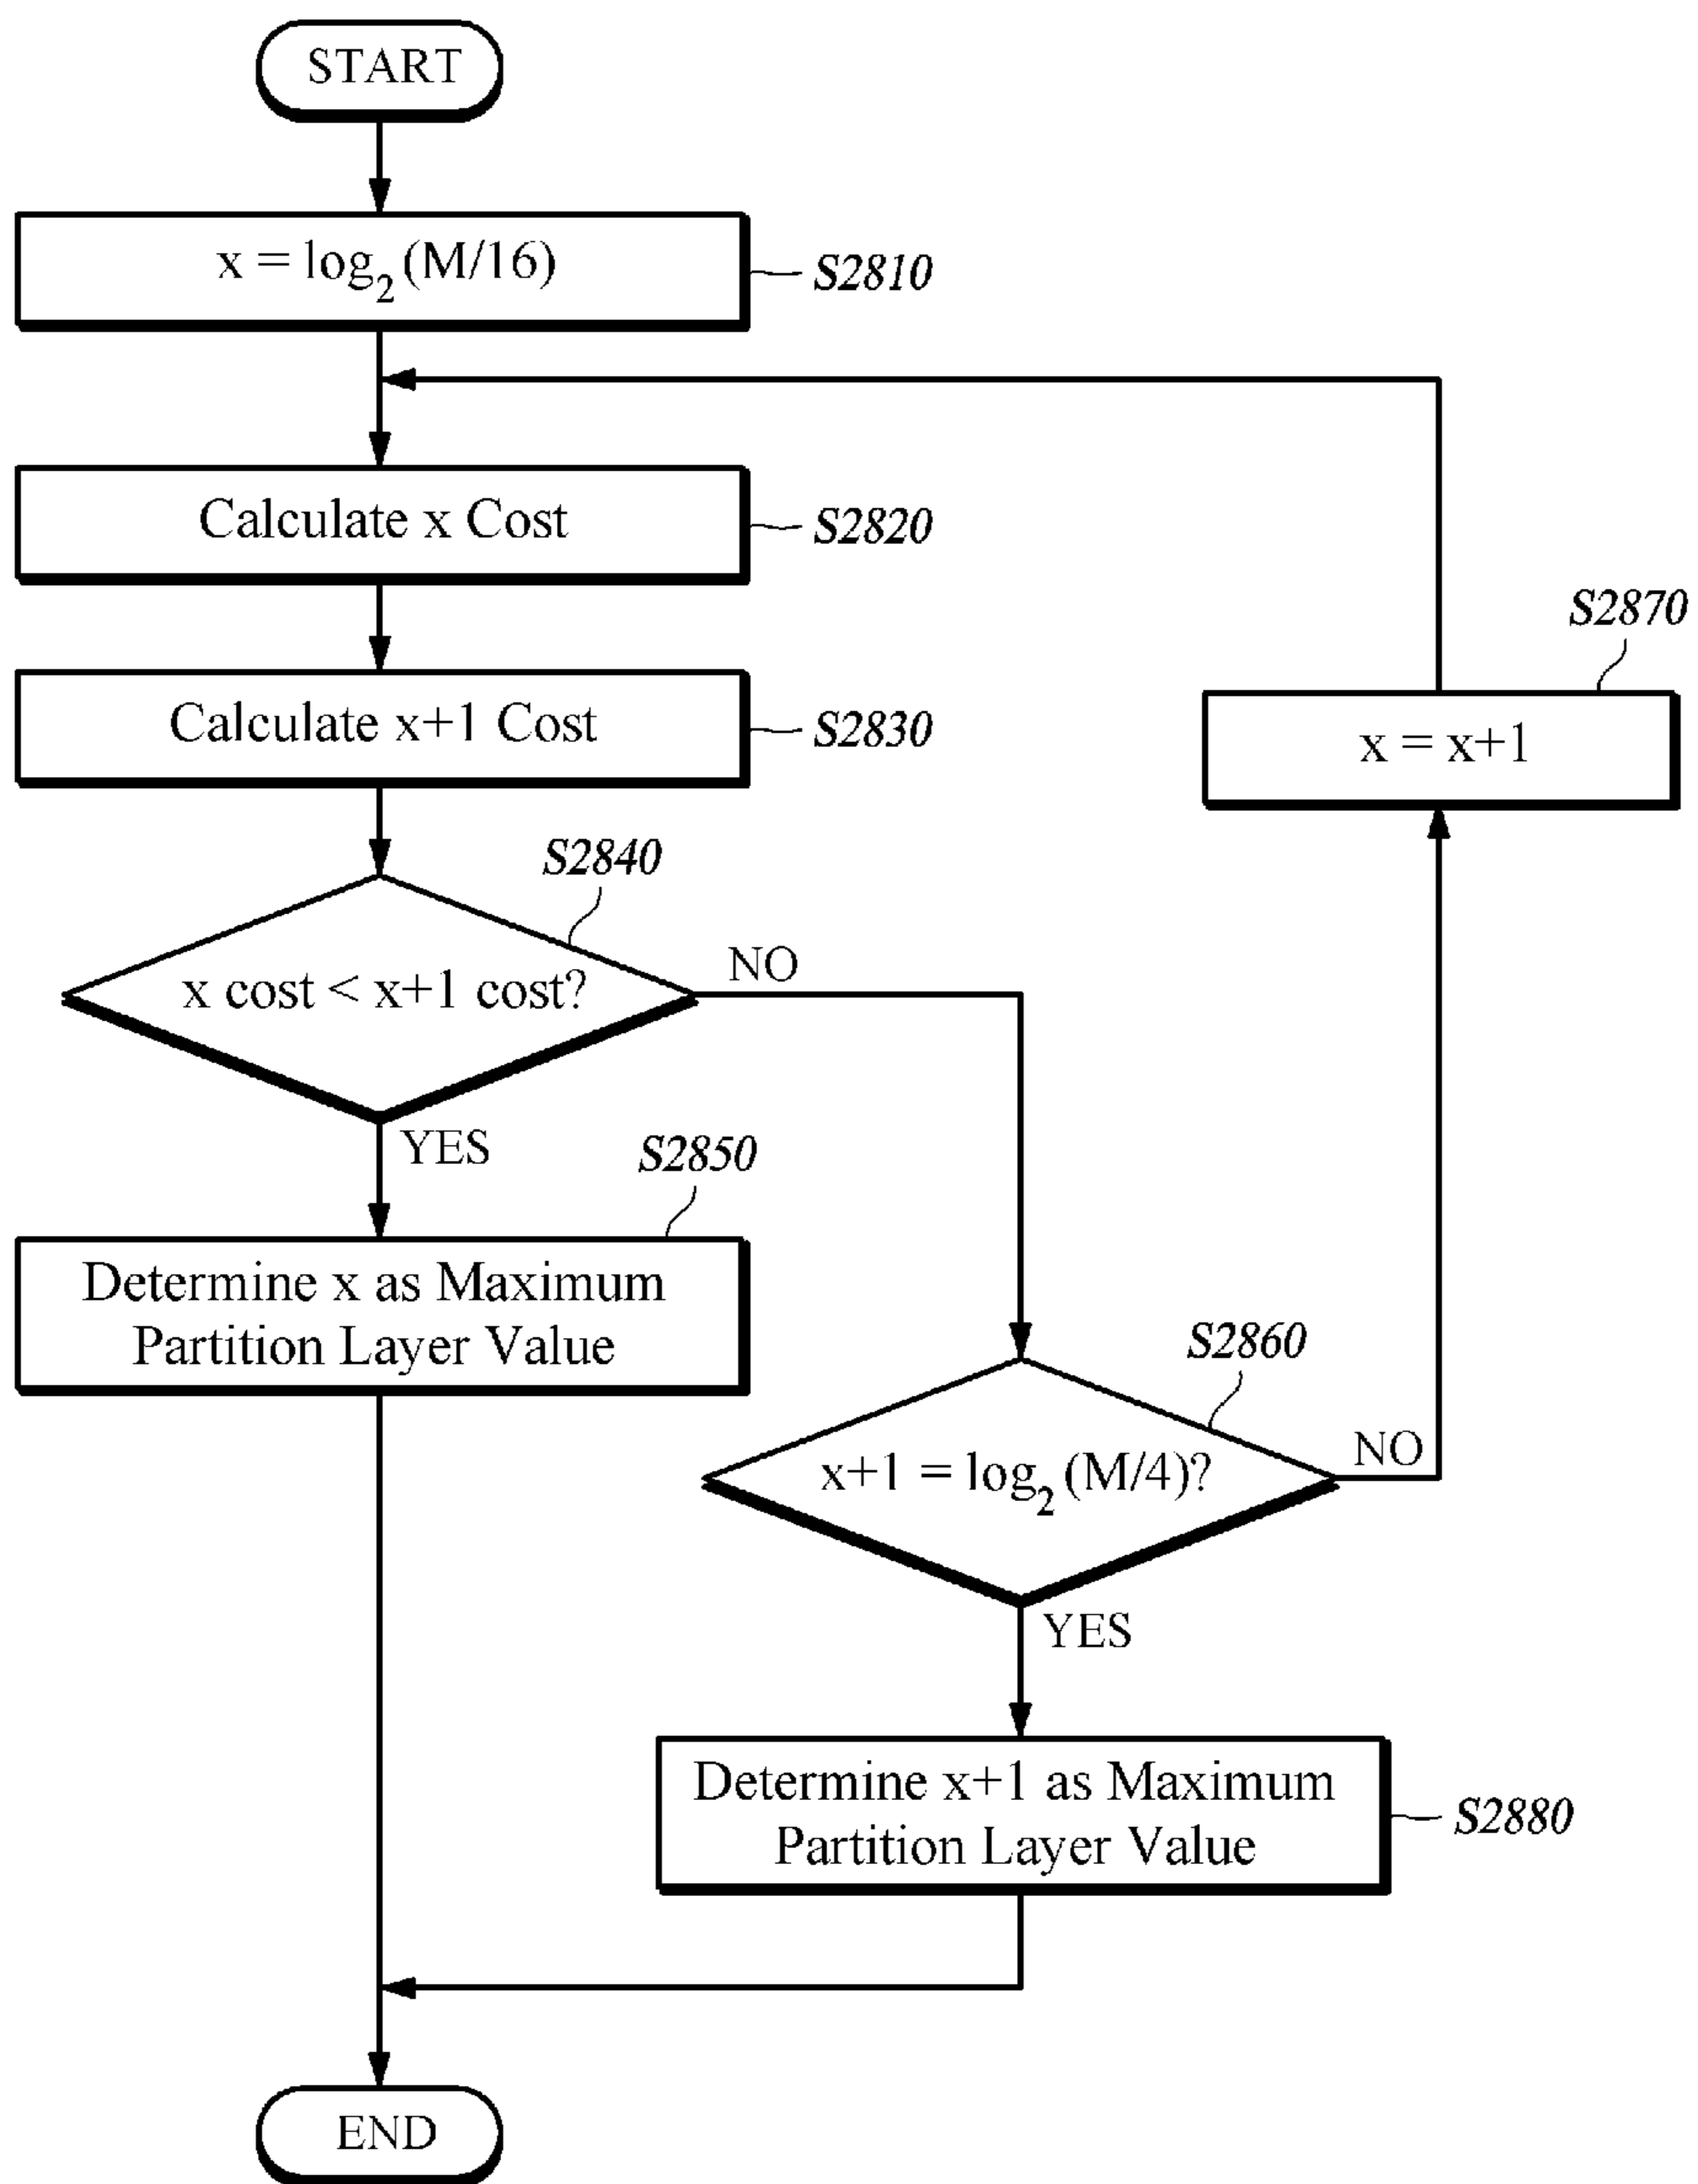 START
x = log2 (M/16)
S2810
Calculate x Cost
S2820
S2870
Calculate x+1 Cost
S2830
x = x+1
S2840
x cost < x+1 cost?
NO
YES
S2850
Determine x as Maximum
Partition Layer Value
S2860
x+1 = log2 (M/4)?
NO
YES
Determine x+1 as Maximum
Partition Layer Value
S2880
END